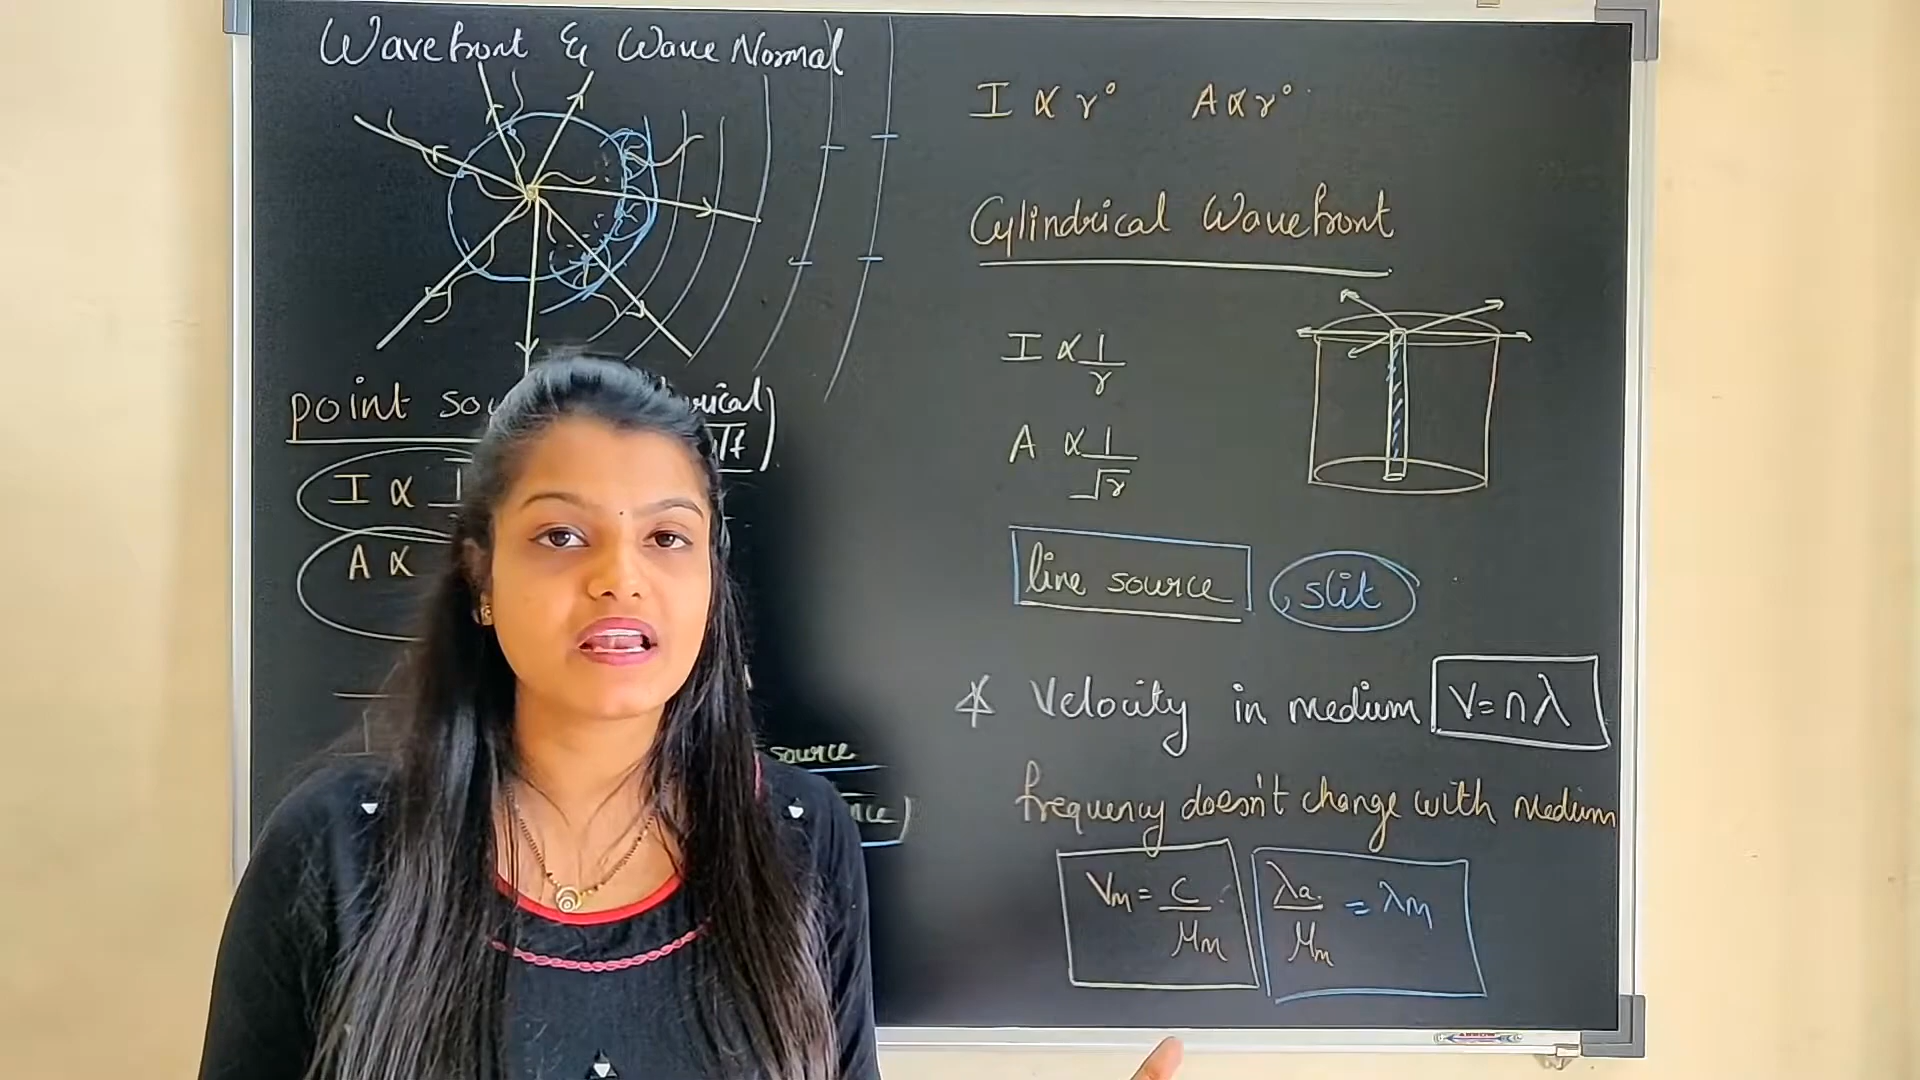 Wavefront & Wave Normal
point
I ∝
A ∝
source
I ∝ r° A ∝ r°
Cylindrical Wavefront
I ∝ 1/r
A ∝ 1/√r
line source slit
* Velocity in medium V=nλ
frequency doesn't change with medium
Vm = C/μm λa/μm = λm